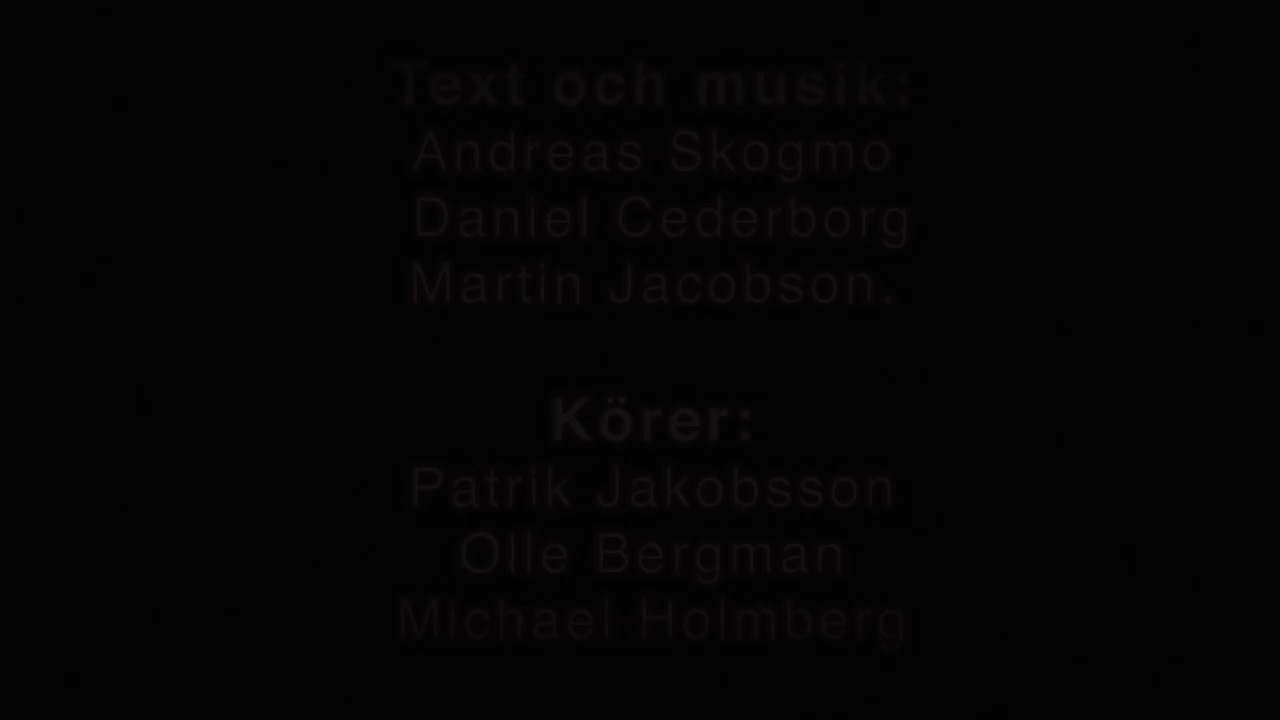 Text och musik:
Andreas Skogmo
Daniel Cederborg
Martin Jacobson.
Körer:
Patrik Jakobsson
Olle Bergman
Michael Holmberg